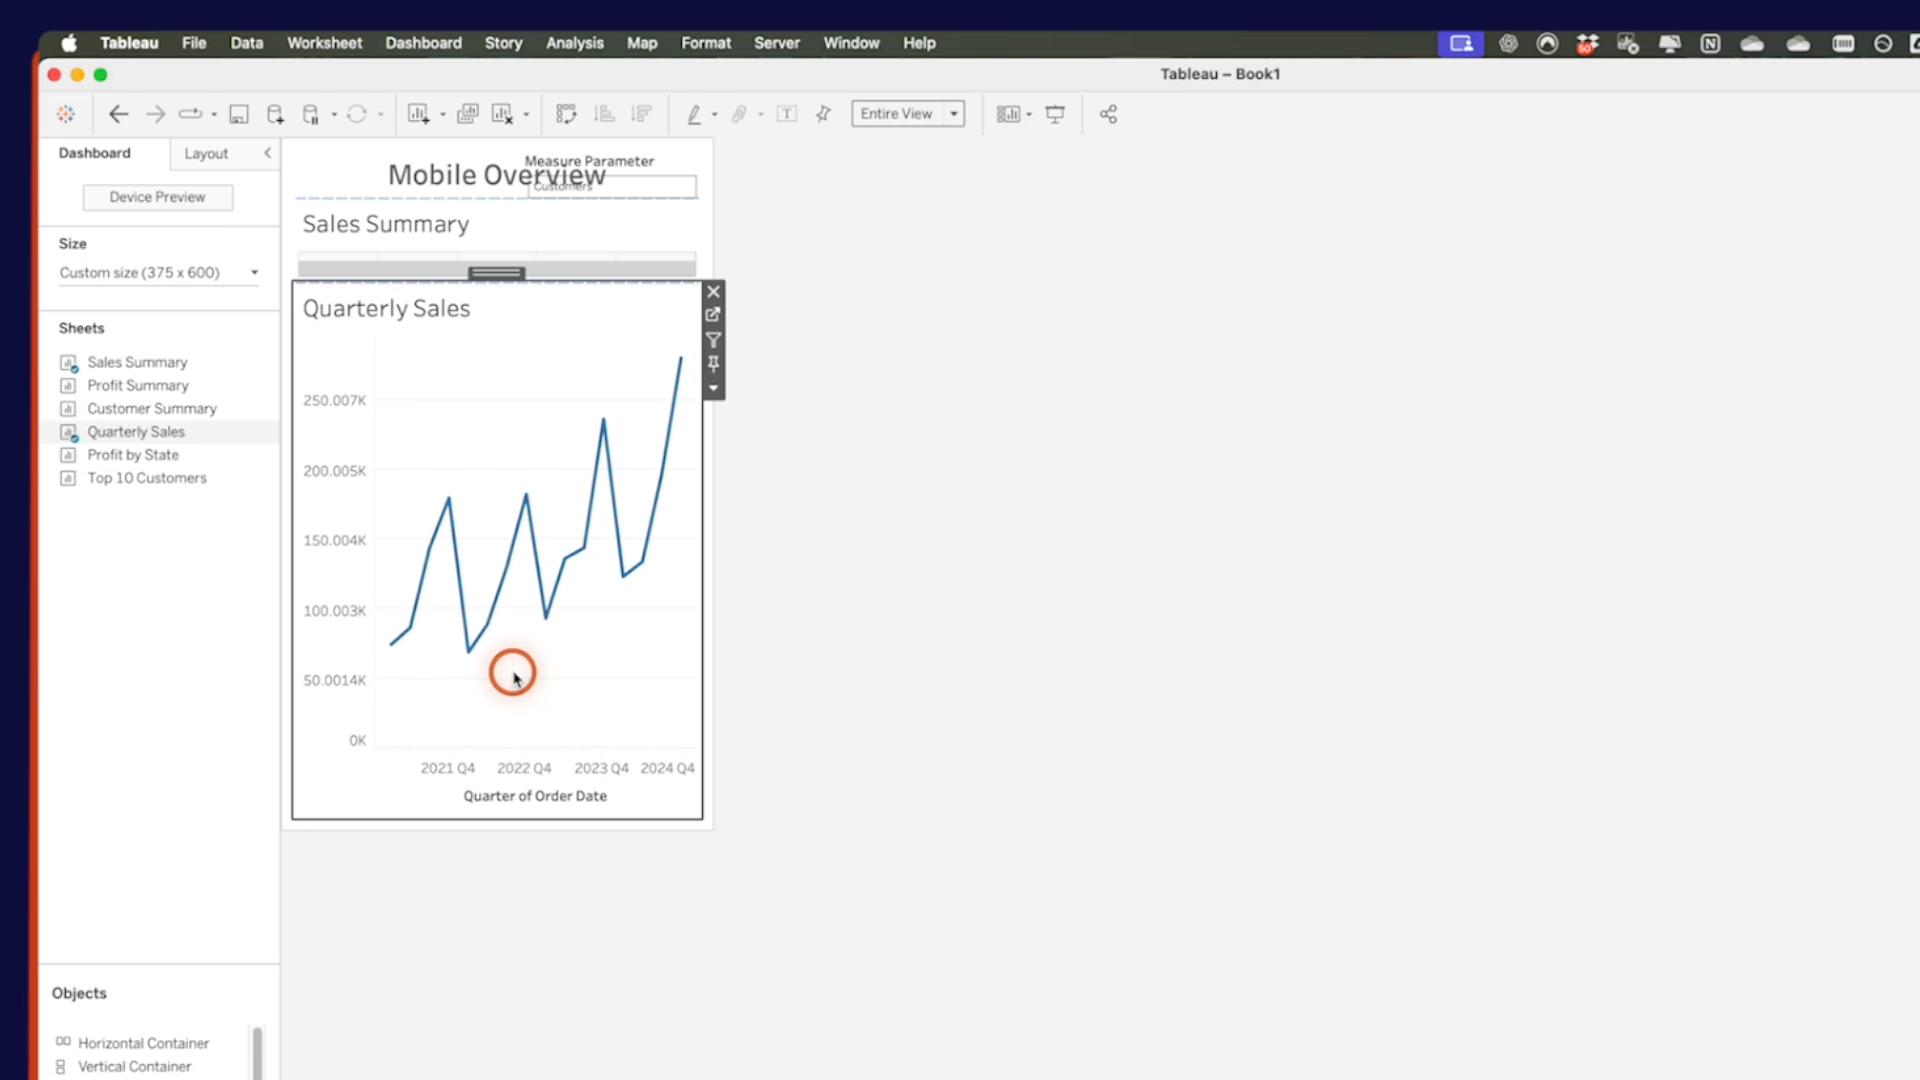 Tableau File Data Worksheet Dashboard Story Analysis Map Format Server Window Help
Tableau – Book1
Entire View
Dashboard Layout
Device Preview
Size
Custom size (375 x 600)
Sheets
Sales Summary
Profit Summary
Customer Summary
Quarterly Sales
Profit by State
Top 10 Customers
Objects
Horizontal Container
Vertical Container
Measure Parameter
Mobile Overview
Customers
Sales Summary
Quarterly Sales
250.007K
200.005K
150.004K
100.003K
50.0014K
0K
2021 Q4 2022 Q4 2023 Q4 2024 Q4
Quarter of Order Date